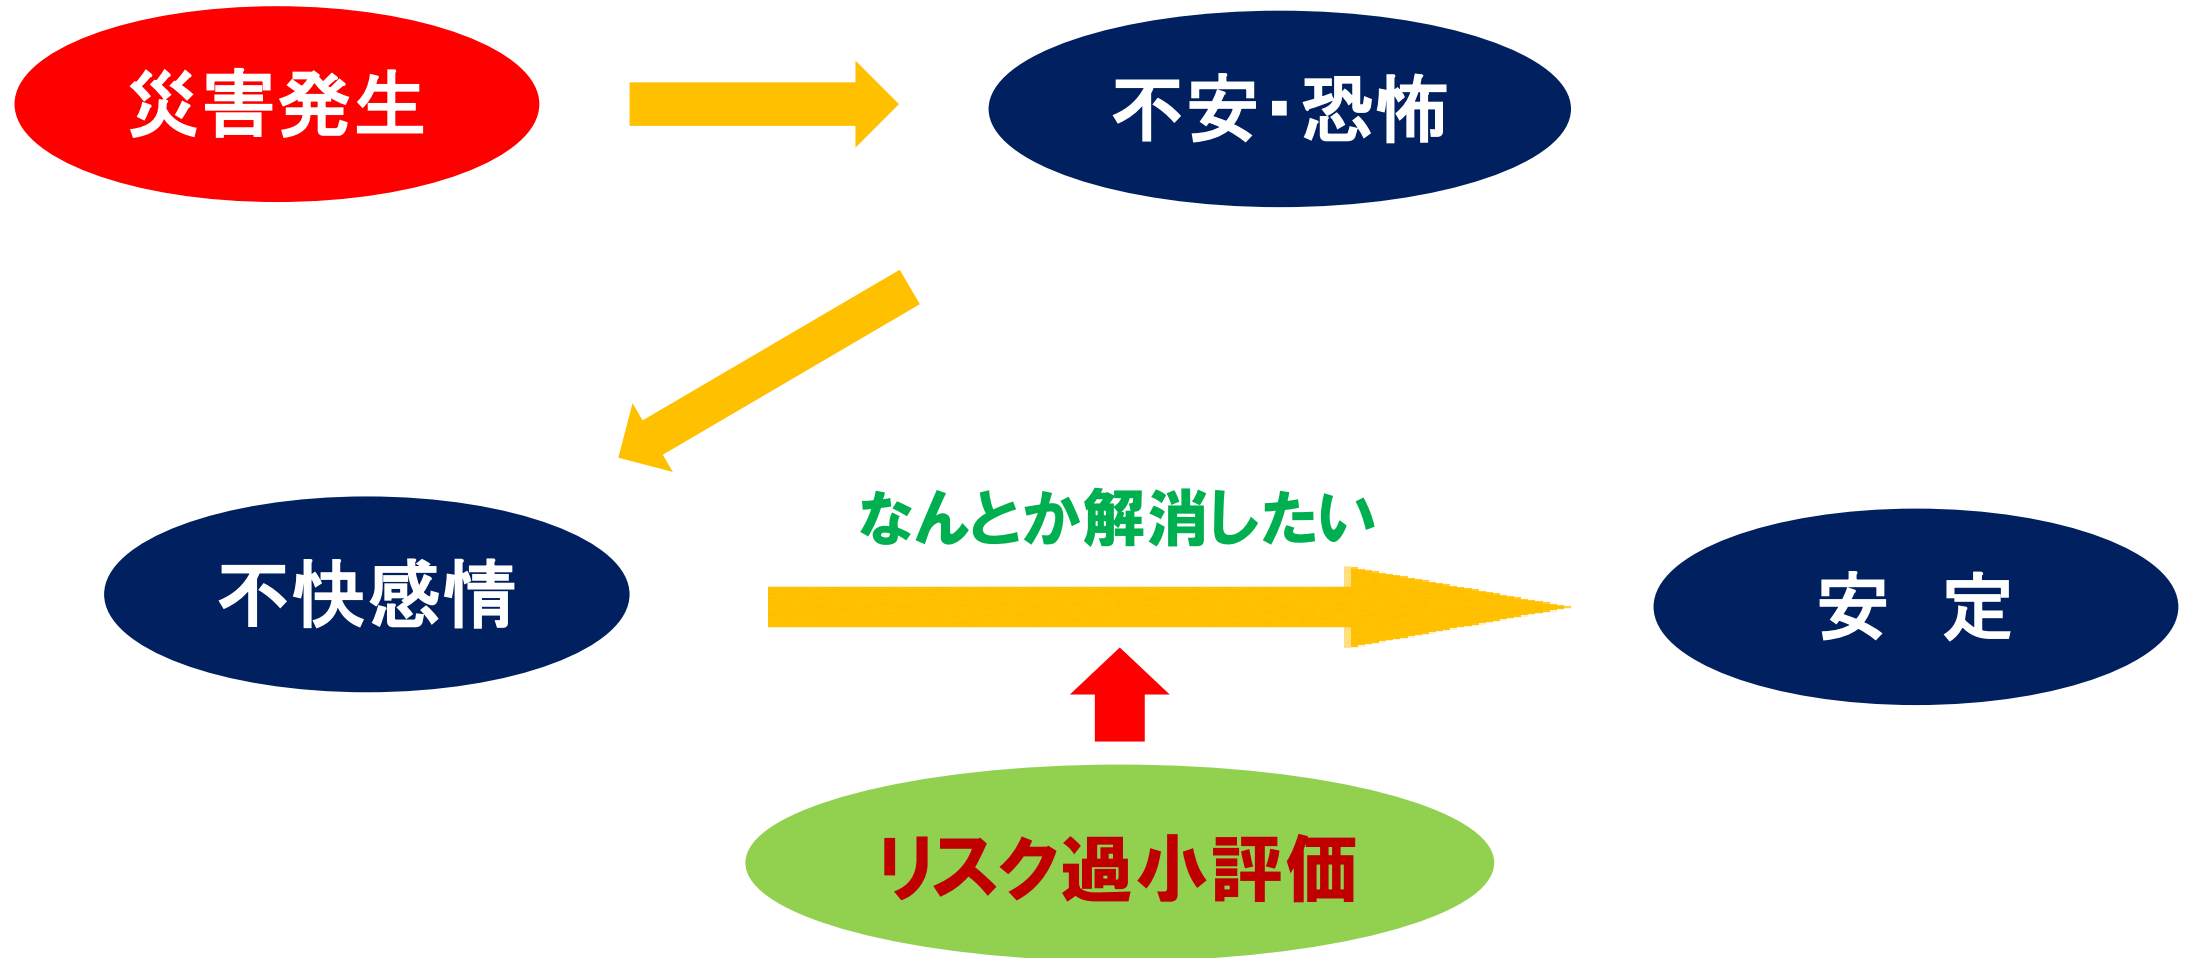 災害発生
不安・恐怖
なんとか解消したい
不快感情
安　定
リスク過小評価